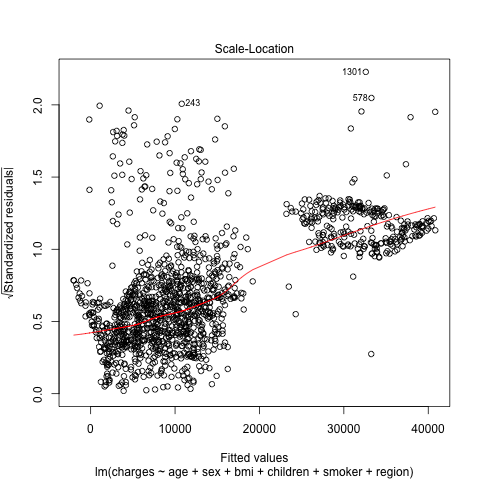 Scale-Location
1301
578
243
√|Standardized residuals|
0.0 0.5 1.0 1.5 2.0
0 10000 20000 30000 40000
Fitted values
lm(charges ~ age + sex + bmi + children + smoker + region)